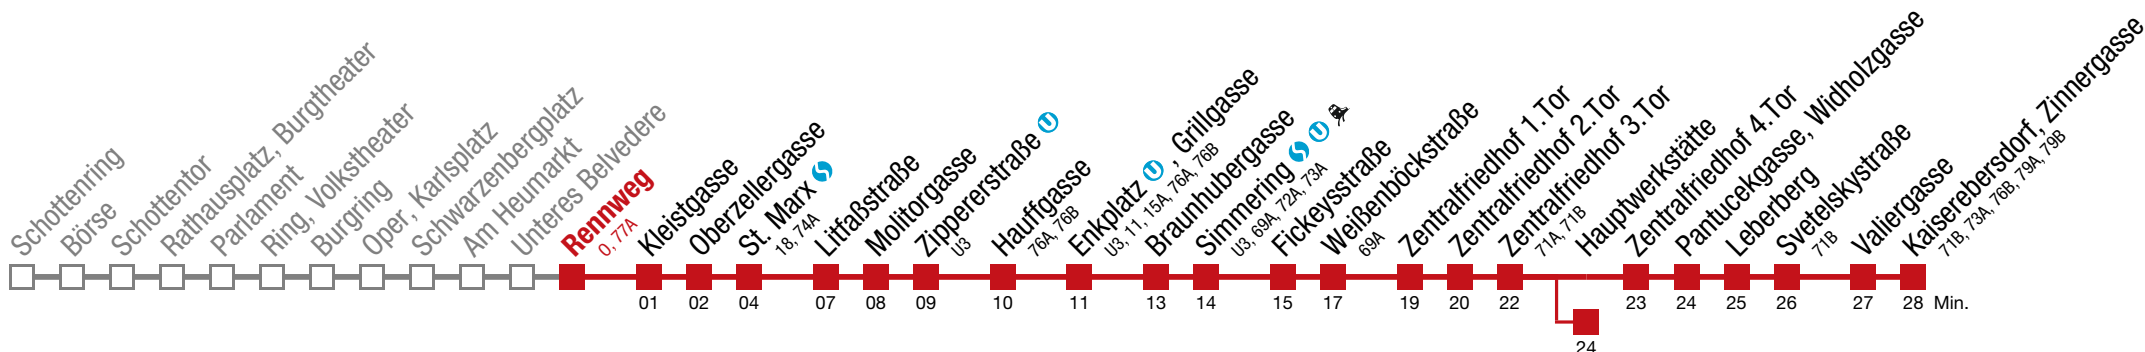 Schottenring
Börse
Schottentor
Rathausplatz, Burgtheater
Parlament
Ring, Volkstheater
Burgring
Oper, Karlsplatz
Schwarzenbergplatz
Am Heumarkt
Unteres Belvedere
Rennweg
0, 77A
Kleistgasse
Oberzellergasse
St. Marx
18, 74A
Litfaßstraße
Molitorgasse
Zippererstraße U
U3
Hauffgasse
76A, 76B
Enkplatz U , Grillgasse
U3, 11, 15A, 76A, 76B
Braunhubergasse
Simmering S U
U3, 69A, 72A, 73A
Fickeysstraße
Weißenböckstraße
69A
Zentralfriedhof 1.Tor
Zentralfriedhof 2.Tor
Zentralfriedhof 3.Tor
71A, 71B
Hauptwerkstätte
Zentralfriedhof 4.Tor
Pantucekgasse, Widholzgasse
Leberberg
Svetelskystraße
71B
Valiergasse
Kaiserebersdorf, Zinnergasse
71B, 73A, 76B, 79A, 79B
01 02 04 07 08 09 10 11 13 14 15 17 19 20 22 23 24 25 26 27 28 Min.
24